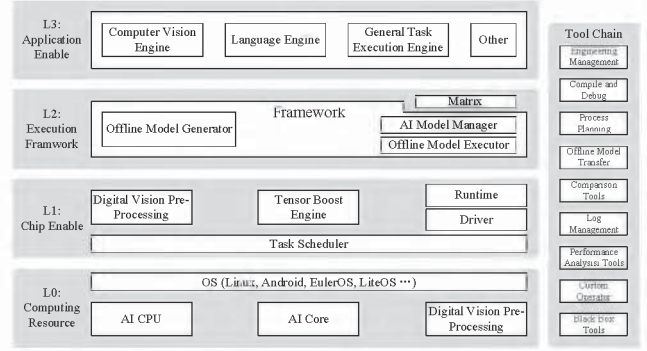 L3:
Application
Enable
Computer Vision
Engine
Language Engine
General Task
Execution Engine
Other
L2:
Execution
Framwork
Framework
Offline Model Generator
Matrix
AI Model Manager
Offline Model Executor
L1:
Chip Enable
Digital Vision Pre-
Processing
Tensor Boost
Engine
Runtime
Driver
Task Scheduler
L0:
Computing
Resource
OS (Linux, Android, EulerOS, LiteOS ···)
AI CPU
AI Core
Digital Vision Pre-
Processing
Tool Chain
Engineering
Management
Compile and
Debug
Process
Planning
Offline Model
Transfer
Comparison
Tools
Log
Management
Performance
Analysis Tools
Custom
Operator
Black Box
Tools